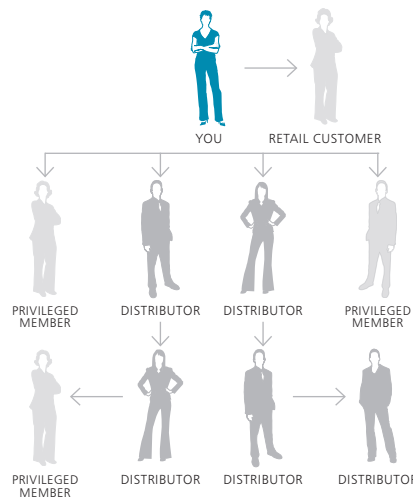 YOU
RETAIL CUSTOMER
PRIVILEGED
MEMBER
DISTRIBUTOR
DISTRIBUTOR
PRIVILEGED
MEMBER
PRIVILEGED
MEMBER
DISTRIBUTOR
DISTRIBUTOR
DISTRIBUTOR